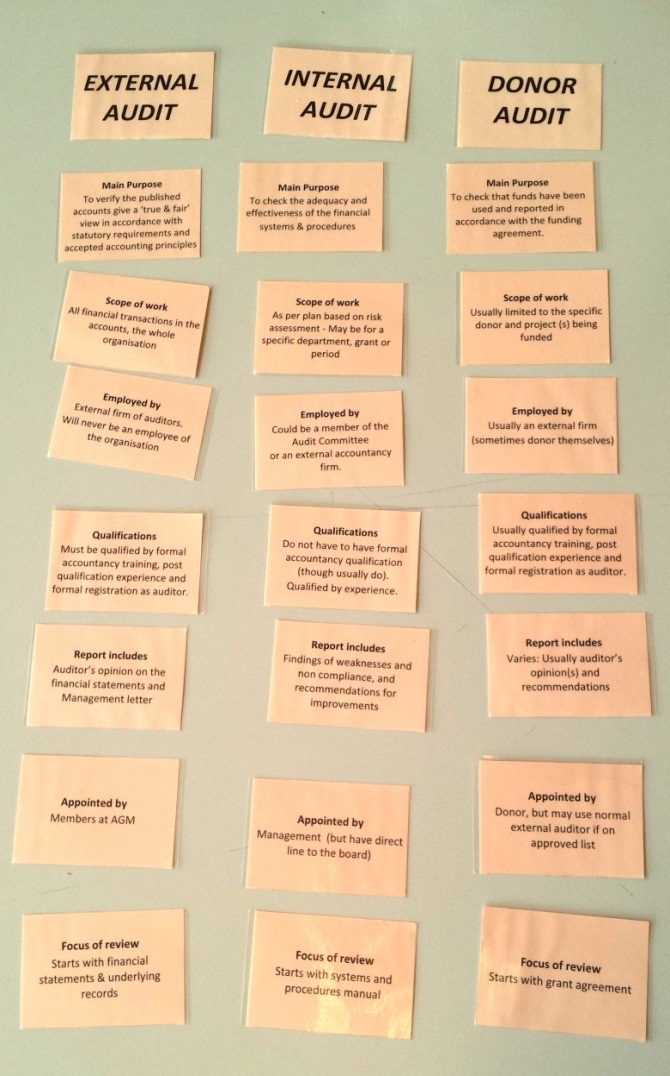 EXTERNAL
AUDIT
Main Purpose
To verify the published
accounts give a 'true & fair'
view in accordance with
statutory requirements and
accepted accounting principles
Scope of work
All financial transactions in the
accounts, the whole
organisation
Employed by
External firm of auditors.
Will never be an employee of
the organisation
Qualifications
Must be qualified by formal
accountancy training, post
qualification experience and
formal registration as auditor.
Report includes
Auditor's opinion on the
financial statements and
Management letter
Appointed by
Members at AGM
Focus of review
Starts with financial
statements & underlying
records
INTERNAL
AUDIT
Main Purpose
To check the adequacy and
effectiveness of the financial
systems & procedures
Scope of work
As per plan based on risk
assessment - May be for a
specific department, grant or
period
Employed by
Could be a member of the
Audit Committee
or an external accountancy
firm.
Qualifications
Do not have to have formal
accountancy qualification
(though usually do).
Qualified by experience.
Report includes
Findings of weaknesses and
non compliance, and
recommendations for
improvements
Appointed by
Management (but have direct
line to the board)
Focus of review
Starts with systems and
procedures manual
DONOR
AUDIT
Main Purpose
To check that funds have been
used and reported in
accordance with the funding
agreement.
Scope of work
Usually limited to the specific
donor and project (s) being
funded
Employed by
Usually an external firm
(sometimes donor themselves)
Qualifications
Usually qualified by formal
accountancy training, post
qualification experience and
formal registration as auditor.
Report includes
Varies: Usually auditor's
opinion(s) and
recommendations
Appointed by
Donor, but may use normal
external auditor if on
approved list
Focus of review
Starts with grant agreement